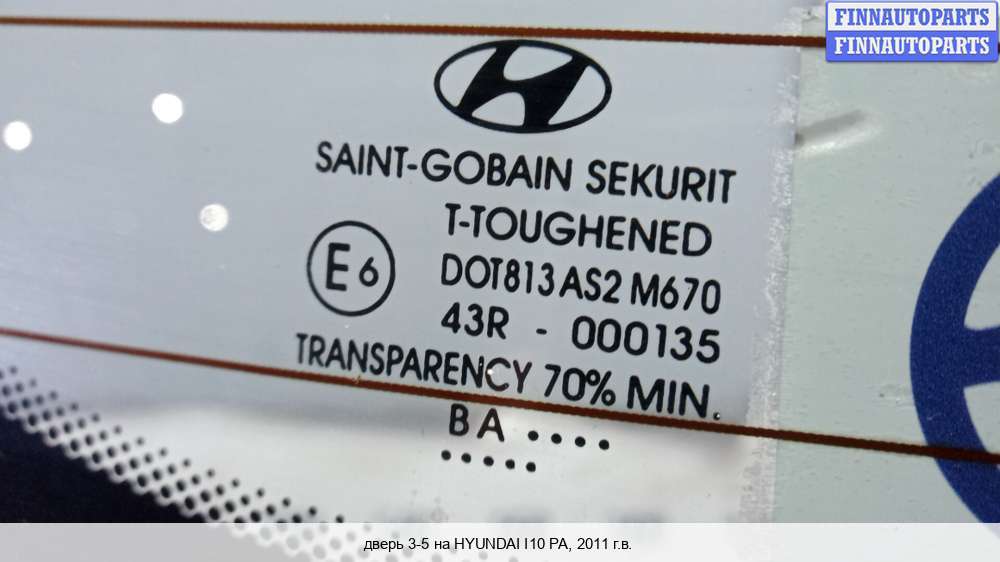 FINNAUTOPARTS
FINNAUTOPARTS
SAINT-GOBAIN SEKURIT
T-TOUGHENED
E6
DOT813 AS2 M670
43R - 000135
TRANSPARENCY 70% MIN.
BA ••••
•••••
дверь 3-5 на HYUNDAI I10 PA, 2011 г.в.